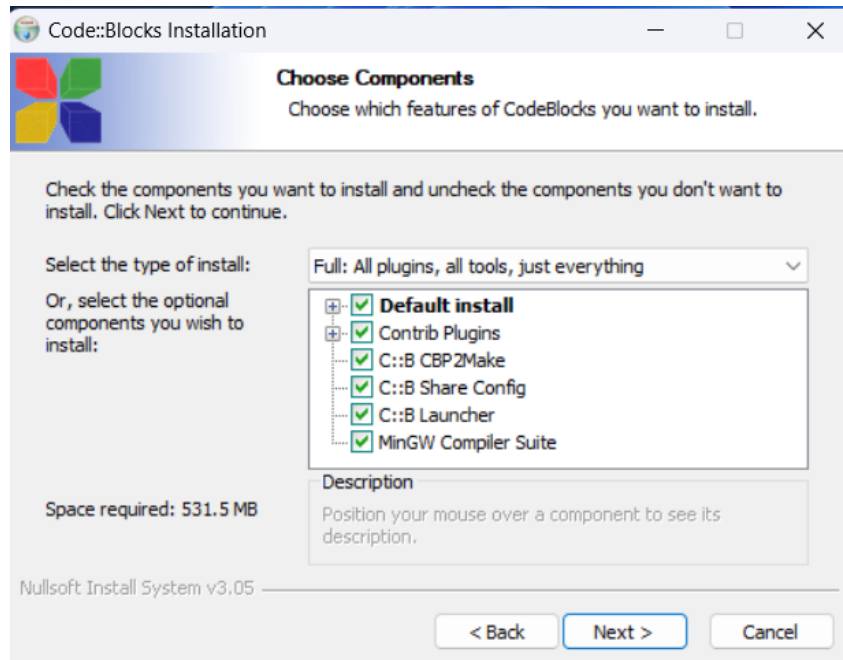 Code::Blocks Installation
Choose Components
Choose which features of CodeBlocks you want to install.
Check the components you want to install and uncheck the components you don't want to
install. Click Next to continue.
Select the type of install:
Full: All plugins, all tools, just everything
Or, select the optional
components you wish to
install:
Default install
Contrib Plugins
C::B CBP2Make
C::B Share Config
C::B Launcher
MinGW Compiler Suite
Space required: 531.5 MB
Description
Position your mouse over a component to see its
description.
Nullsoft Install System v3.05
< Back
Next >
Cancel